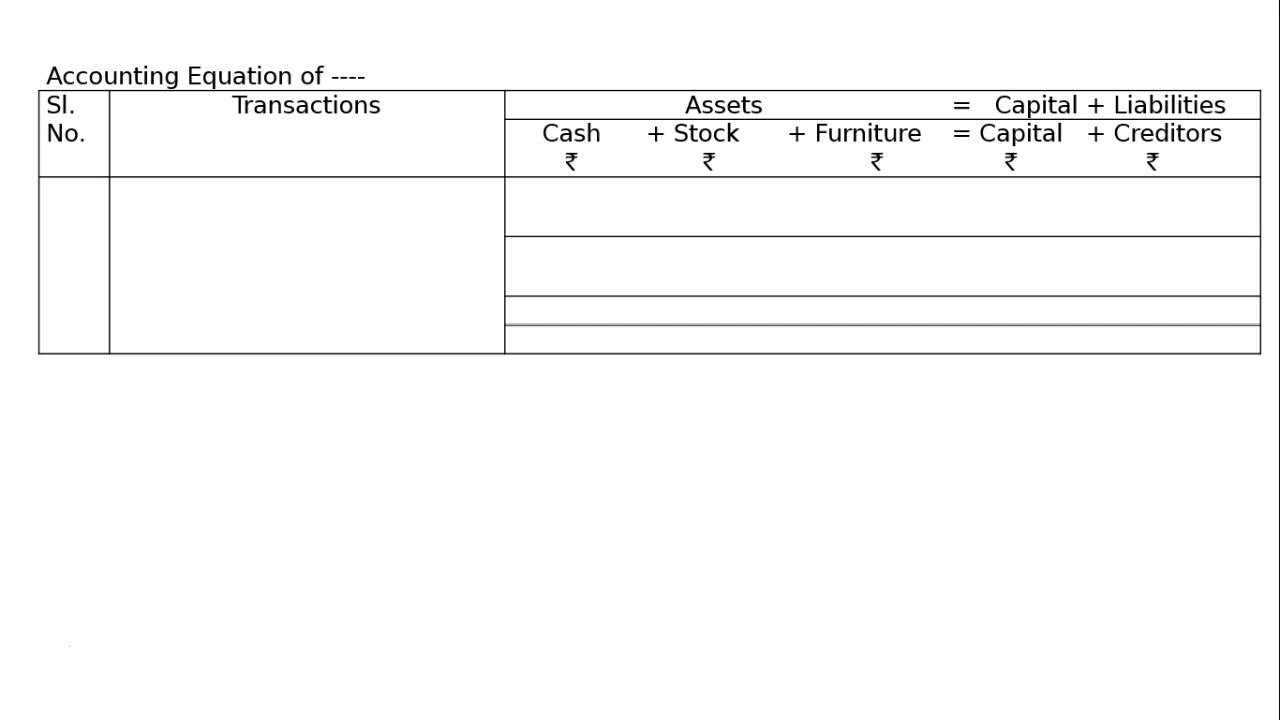 Accounting Equation of ----
Sl. Transactions Assets = Capital + Liabilities
No. Cash + Stock + Furniture = Capital + Creditors
₹ ₹ ₹ ₹ ₹